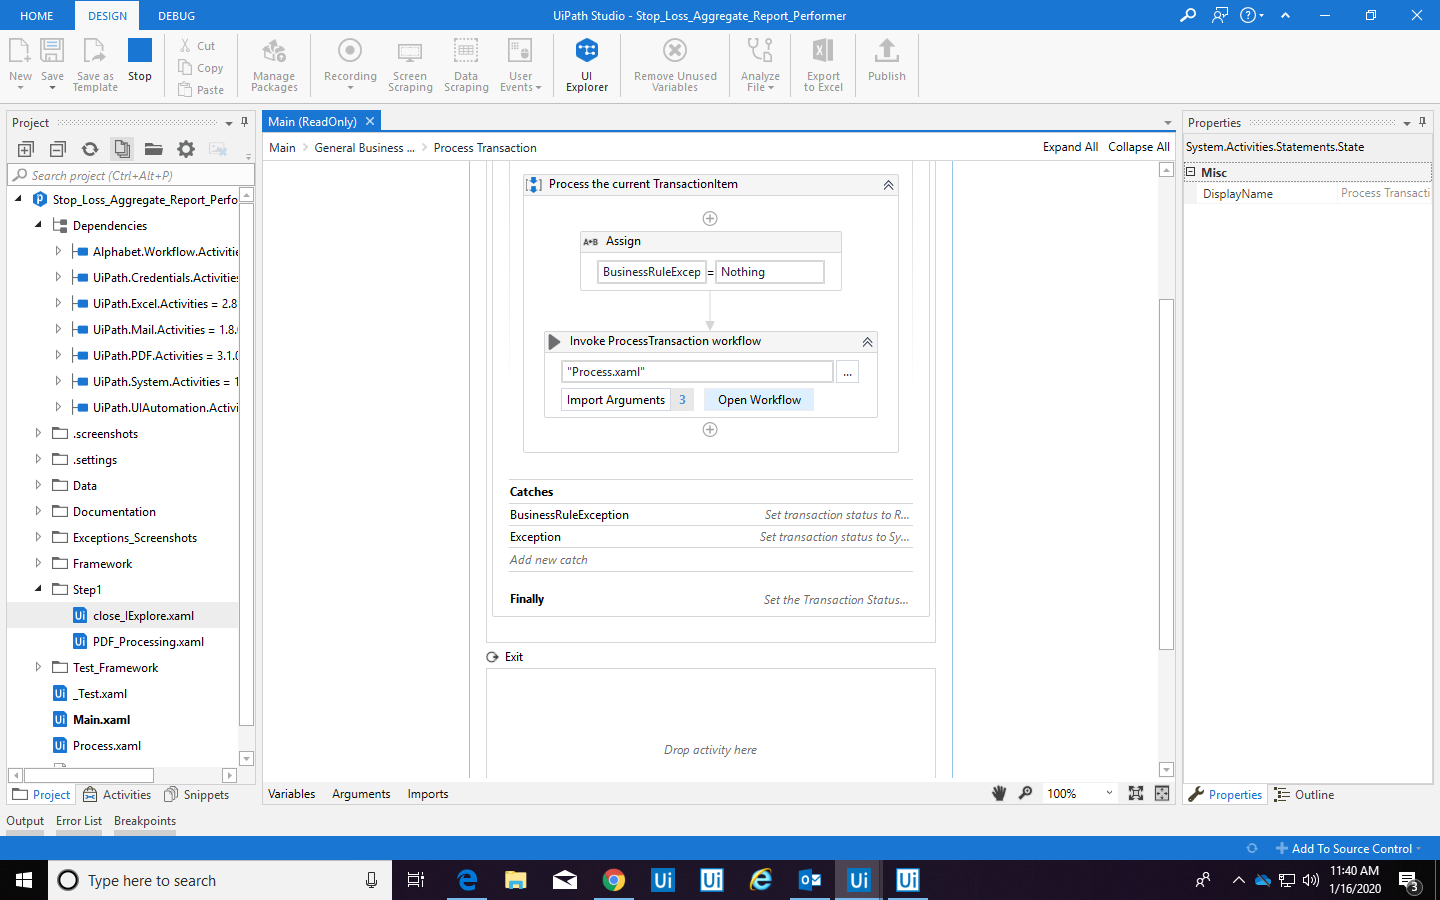 HOME DESIGN DEBUG UiPath Studio - Stop_Loss_Aggregate_Report_Performer
New Save Save as Template Stop Cut Copy Paste Manage Packages Recording Screen Scraping Data Scraping User Events UI Explorer Remove Unused Variables Analyze File Export to Excel Publish
Project
Search project (Ctrl+Alt+P)
Stop_Loss_Aggregate_Report_Perfo
Dependencies
Alphabet.Workflow.Activitie
UiPath.Credentials.Activities
UiPath.Excel.Activities = 2.8
UiPath.Mail.Activities = 1.8.
UiPath.PDF.Activities = 3.1.0
UiPath.System.Activities = 1
UiPath.UIAutomation.Activi
.screenshots
.settings
Data
Documentation
Exceptions_Screenshots
Framework
Step1
close_IExplore.xaml
PDF_Processing.xaml
Test_Framework
_Test.xaml
Main.xaml
Process.xaml
Project Activities Snippets
Main (ReadOnly)
Main General Business ... Process Transaction Expand All Collapse All
Process the current TransactionItem
A+B Assign
BusinessRuleExcep = Nothing
Invoke ProcessTransaction workflow
"Process.xaml" ...
Import Arguments 3 Open Workflow
Catches
BusinessRuleException Set transaction status to R...
Exception Set transaction status to Sy...
Add new catch
Finally Set the Transaction Status...
Exit
Drop activity here
Variables Arguments Imports 100%
Properties
System.Activities.Statements.State
Misc
DisplayName Process Transacti
Properties Outline
Output Error List Breakpoints
Add To Source Control
Type here to search
11:40 AM
1/16/2020
3